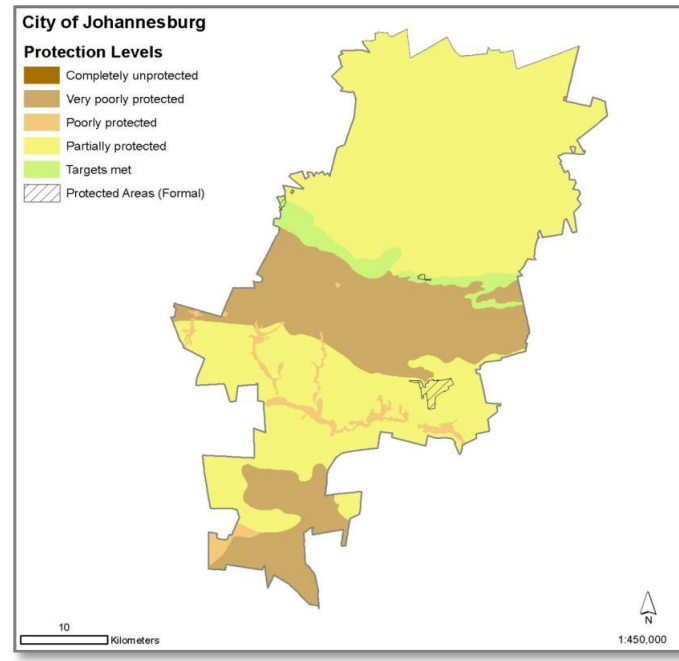 City of Johannesburg
Protection Levels
Completely unprotected
Very poorly protected
Poorly protected
Partially protected
Targets met
Protected Areas (Formal)
10
Kilometers
N
1:450,000